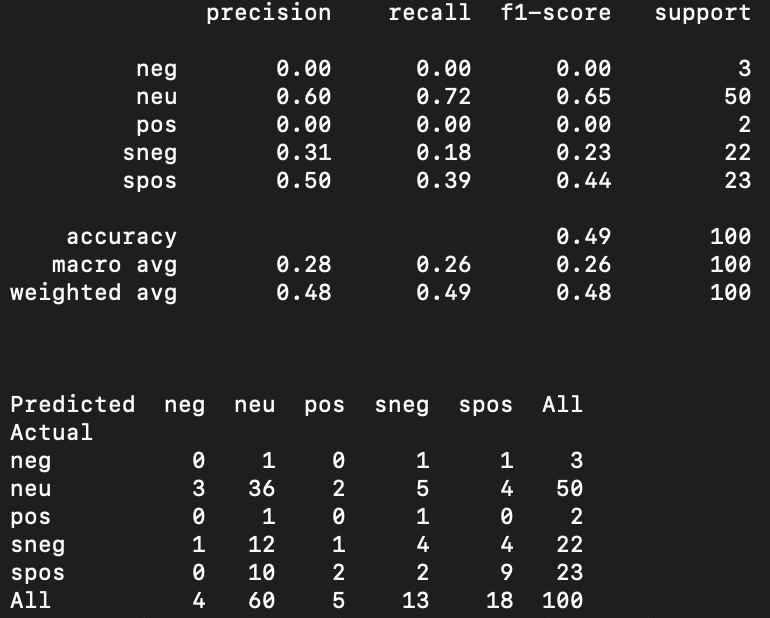 precision recall f1-score support
neg 0.00 0.00 0.00 3
neu 0.60 0.72 0.65 50
pos 0.00 0.00 0.00 2
sneg 0.31 0.18 0.23 22
spos 0.50 0.39 0.44 23
accuracy 0.49 100
macro avg 0.28 0.26 0.26 100
weighted avg 0.48 0.49 0.48 100
Predicted neg neu pos sneg spos All
Actual
neg 0 1 0 1 1 3
neu 3 36 2 5 4 50
pos 0 1 0 1 0 2
sneg 1 12 1 4 4 22
spos 0 10 2 2 9 23
All 4 60 5 13 18 100